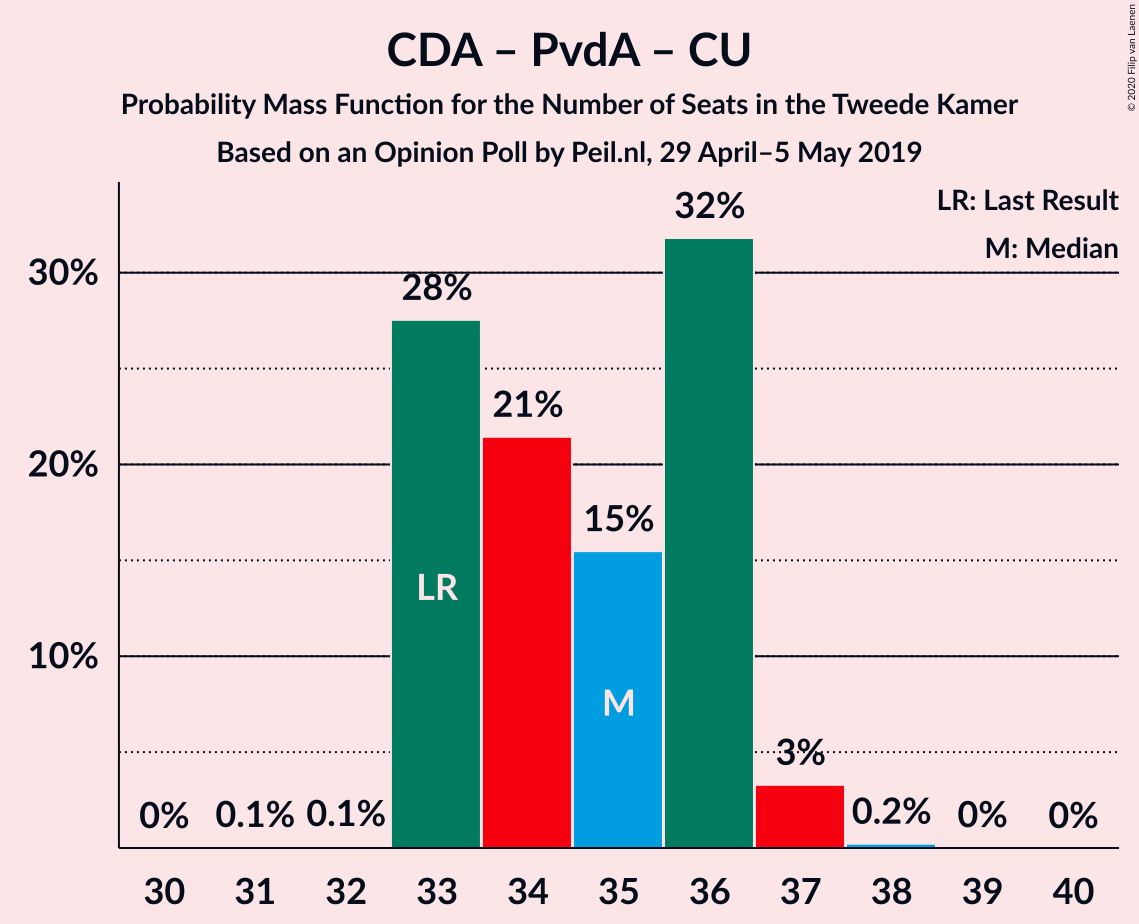 CDA – PvdA – CU
Probability Mass Function for the Number of Seats in the Tweede Kamer
Based on an Opinion Poll by Peil.nl, 29 April–5 May 2019
© 2020 Filip van Laenen
LR: Last Result
M: Median
30%
20%
10%
0%
0.1%
0.1%
28%
21%
15%
32%
3%
0.2%
0%
0%
LR
M
30 31 32 33 34 35 36 37 38 39 40